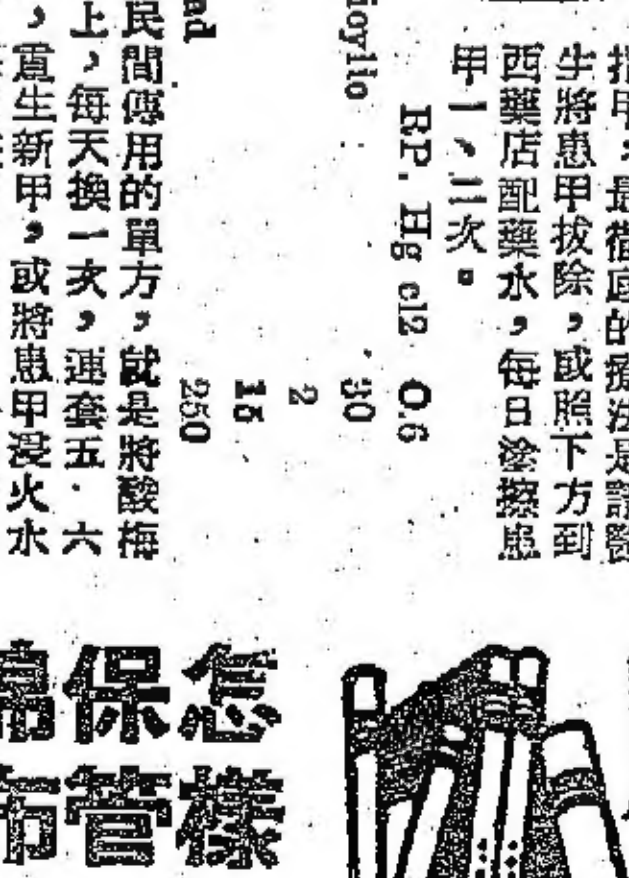 指甲，最徹底的療法是請醫
生將患甲拔除，或照下方到
西藥店配藥水，每日塗擦患
甲一、二次。
RP. Hg cl2 0.6
30
2
15
250
民間傳用的單方，就是將酸梅
上，每天換一次，連套五·六
，重生新甲，或將患甲浸火水
怎樣
保管